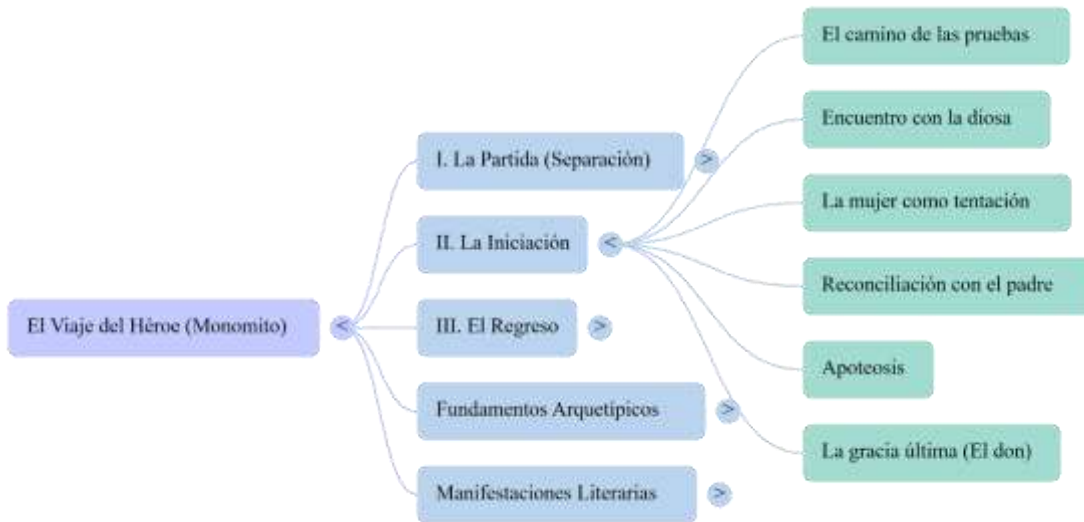 El Viaje del Héroe (Monomito)
<
I. La Partida (Separación)
>
II. La Iniciación
<
III. El Regreso
>
Fundamentos Arquetípicos
>
Manifestaciones Literarias
>
El camino de las pruebas
Encuentro con la diosa
La mujer como tentación
Reconciliación con el padre
Apoteosis
La gracia última (El don)